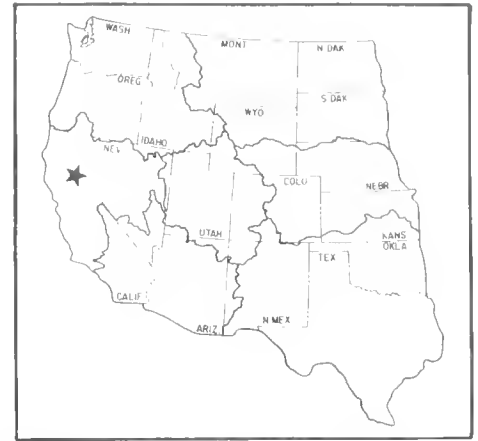 WASH
MONT
N DAK
OREG
S DAK
WYO
IDAHO
NEV
COLO
NEBR
UTAH
KANS
OKLA
TEX
CALIF
N MEX
ARIZ